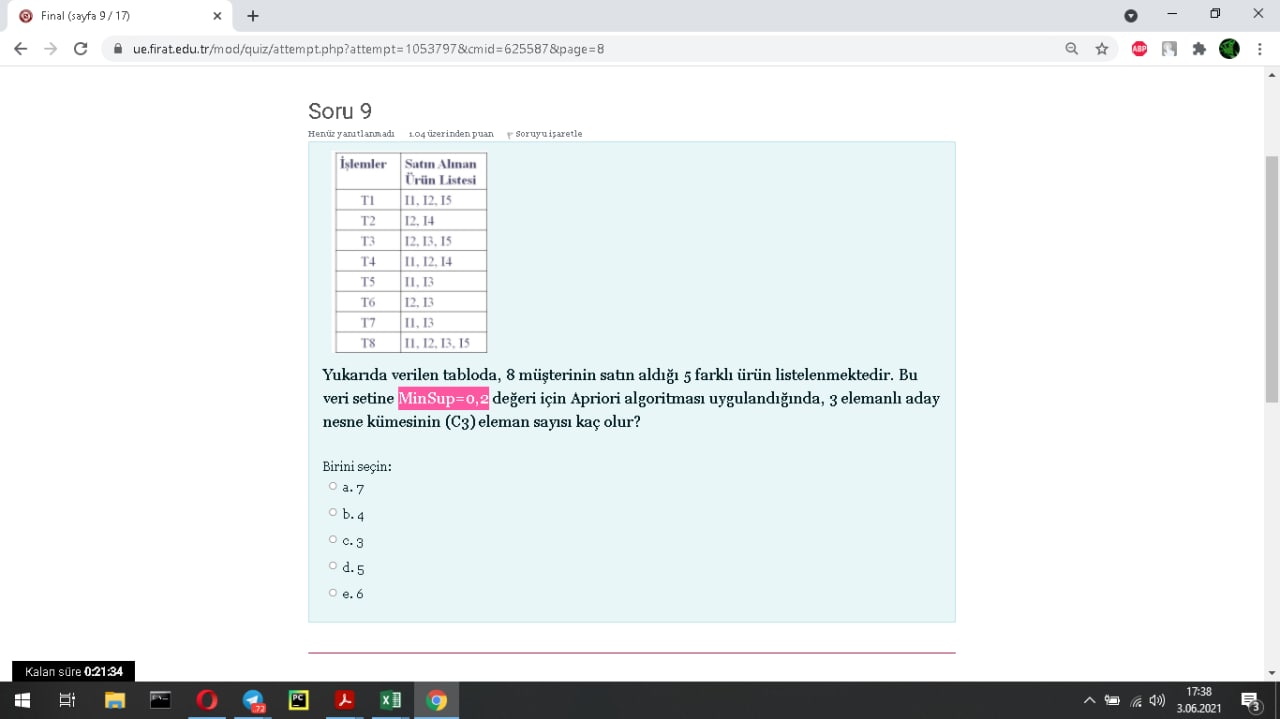 Final (sayfa 9 / 17)
ue.firat.edu.tr/mod/quiz/attempt.php?attempt=1053797&cmid=625587&page=8
ABP
Soru 9
Henüz yanıtlanmadı 1.04 üzerinden puan Soruyu işaretle
İşlemler Satın Alınan
Ürün Listesi
T1 I1, I2, I5
T2 I2, I4
T3 I2, I3, I5
T4 I1, I2, I4
T5 I1, I3
T6 I2, I3
T7 I1, I3
T8 I1, I2, I3, I5
Yukarıda verilen tabloda, 8 müşterinin satın aldığı 5 farklı ürün listelenmektedir. Bu
veri setine MinSup=0,2 değeri için Apriori algoritması uygulandığında, 3 elemanlı aday
nesne kümesinin (C3) eleman sayısı kaç olur?
Birini seçin:
a. 7
b. 4
c. 3
d. 5
e. 6
Kalan süre 0:21:34
72
PC
17:38
3.06.2021
3